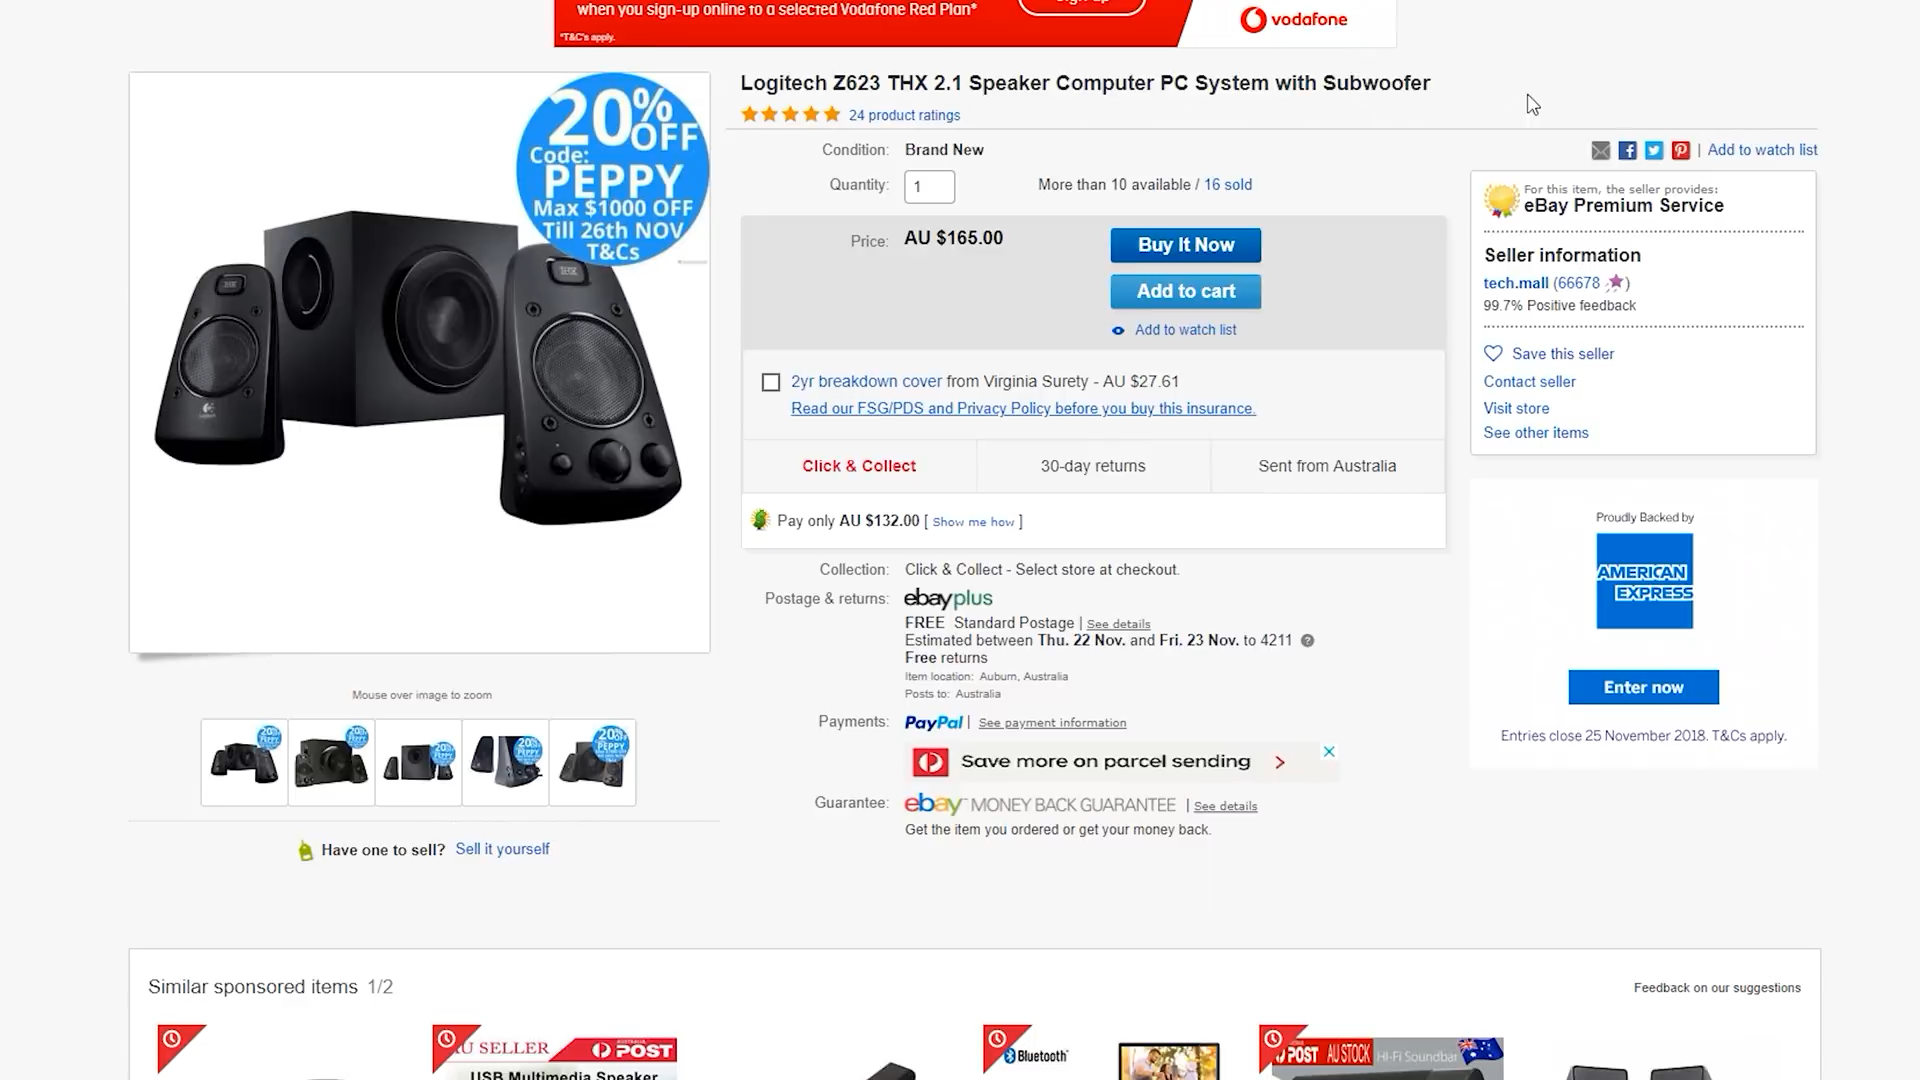 when you sign-up online to a selected Vodafone Red Plan*
*T&C's apply.
vodafone
20% OFF
Code:
PEPPY
Max $1000 OFF
Till 26th NOV
T&Cs
Logitech Z623 THX 2.1 Speaker Computer PC System with Subwoofer
24 product ratings
Condition: Brand New
Quantity: 1 More than 10 available / 16 sold
Price: AU $165.00
Buy It Now
Add to cart
Add to watch list
2yr breakdown cover from Virginia Surety - AU $27.61
Read our FSG/PDS and Privacy Policy before you buy this insurance.
Click & Collect 30-day returns Sent from Australia
Pay only AU $132.00 [ Show me how ]
Collection: Click & Collect - Select store at checkout.
Postage & returns: ebayplus
FREE Standard Postage | See details
Estimated between Thu. 22 Nov. and Fri. 23 Nov. to 4211 ?
Free returns
Item location: Auburn, Australia
Posts to: Australia
Payments: PayPal | See payment information
Save more on parcel sending
Guarantee: ebay MONEY BACK GUARANTEE | See details
Get the item you ordered or get your money back.
| Add to watch list
For this item, the seller provides:
eBay Premium Service
Seller information
tech.mall (66678)
99.7% Positive feedback
Save this seller
Contact seller
Visit store
See other items
Proudly Backed by
AMERICAN
EXPRESS
Enter now
Entries close 25 November 2018. T&Cs apply.
Mouse over image to zoom
20%
PEPPY
20%
PEPPY
20%
PEPPY
20%
PEPPY
20%
PEPPY
Have one to sell? Sell it yourself
Similar sponsored items 1/2
Feedback on our suggestions
AU SELLER
POST
USB Multimedia Speaker
Bluetooth
POST AU STOCK HI-Fi Soundbar